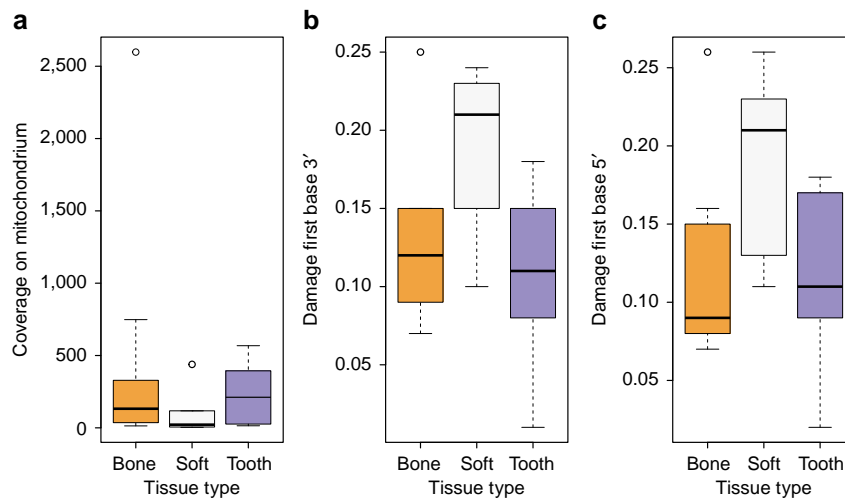 a
Coverage on mitochondrium
2,500
2,000
1,500
1,000
500
0
Bone Soft Tooth
Tissue type
b
Damage first base 3′
0.25
0.20
0.15
0.10
0.05
Bone Soft Tooth
Tissue type
c
Damage first base 5′
0.25
0.20
0.15
0.10
0.05
Bone Soft Tooth
Tissue type